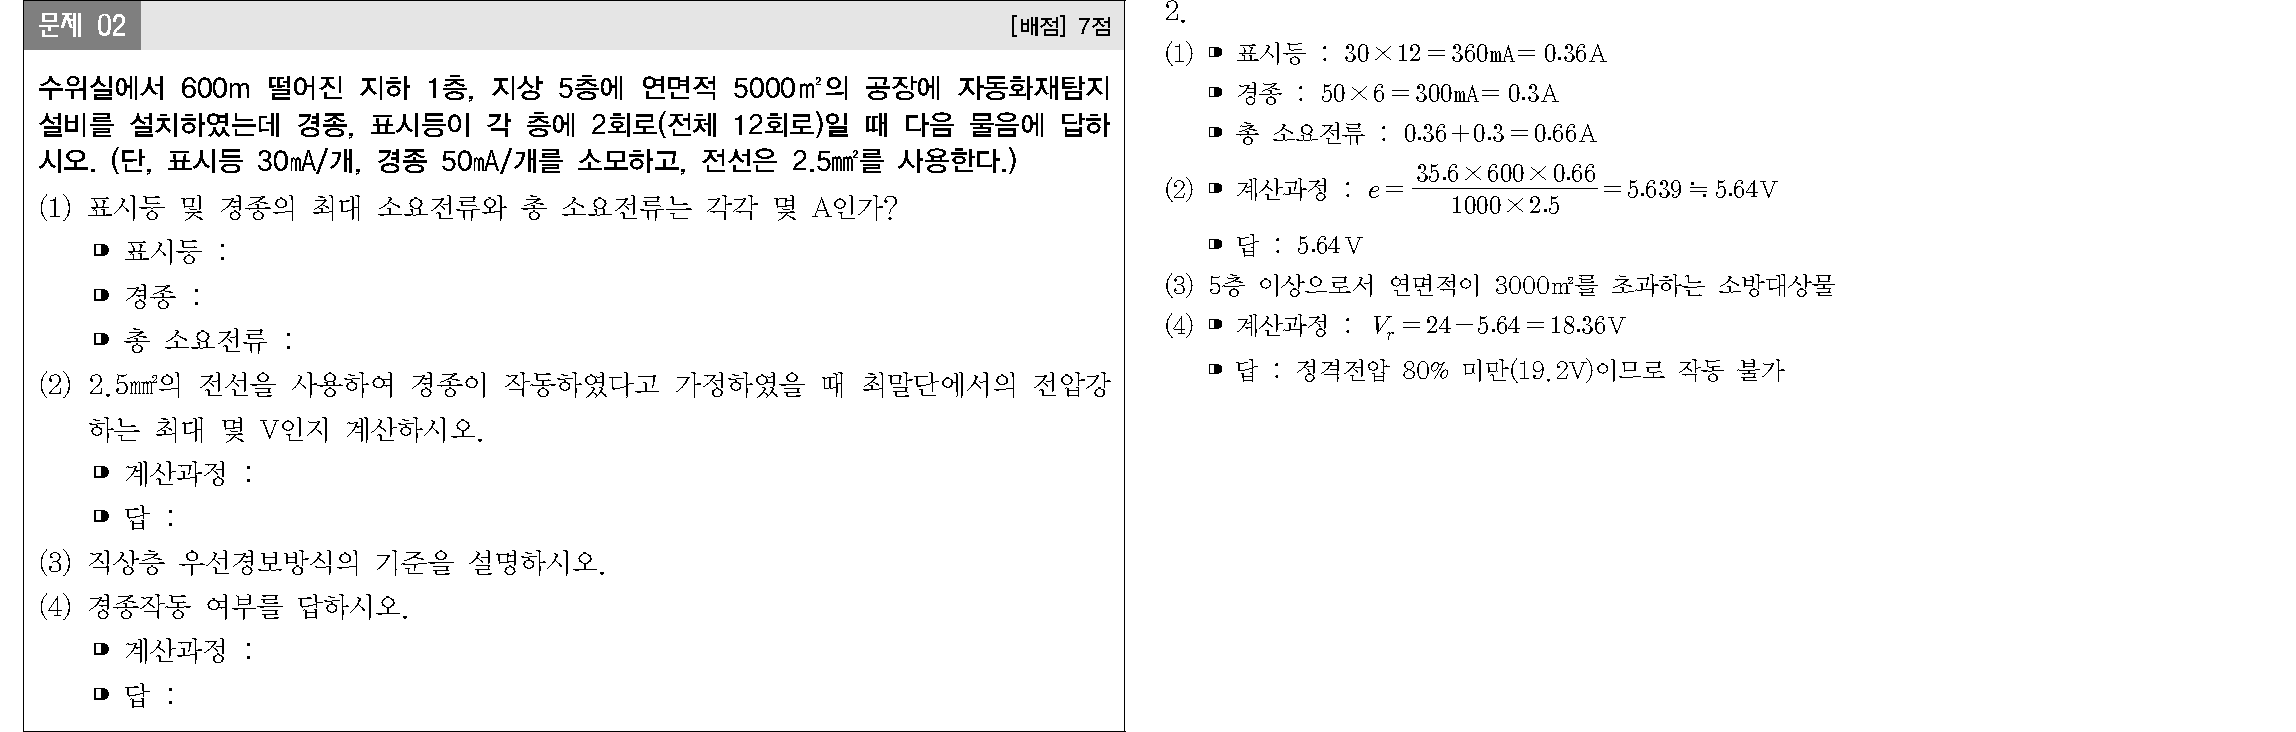 문제 02
[배점] 7점
수위실에서 600m 떨어진 지하 1층, 지상 5층에 연면적 5000㎡의 공장에 자동화재탐지
설비를 설치하였는데 경종, 표시등이 각 층에 2회로(전체 12회로)일 때 다음 물음에 답하
시오. (단, 표시등 30㎃/개, 경종 50㎃/개를 소모하고, 전선은 2.5㎟를 사용한다.)
(1) 표시등 및 경종의 최대 소요전류와 총 소요전류는 각각 몇 A인가?
표시등 :
경종 :
총 소요전류 :
(2) 2.5㎟의 전선을 사용하여 경종이 작동하였다고 가정하였을 때 최말단에서의 전압강
하는 최대 몇 V인지 계산하시오.
계산과정 :
답 :
(3) 직상층 우선경보방식의 기준을 설명하시오.
(4) 경종작동 여부를 답하시오.
계산과정 :
답 :
2.
(1) 표시등 : 30×12=360㎃=0.36A
경종 : 50×6=300㎃=0.3A
총 소요전류 : 0.36+0.3=0.66A
(2) 계산과정 : e = 35.6×600×0.66 / 1000×2.5 = 5.639≒5.64V
답 : 5.64V
(3) 5층 이상으로서 연면적이 3000㎡를 초과하는 소방대상물
(4) 계산과정 : Vr = 24-5.64 = 18.36V
답 : 정격전압 80% 미만(19.2V)이므로 작동 불가